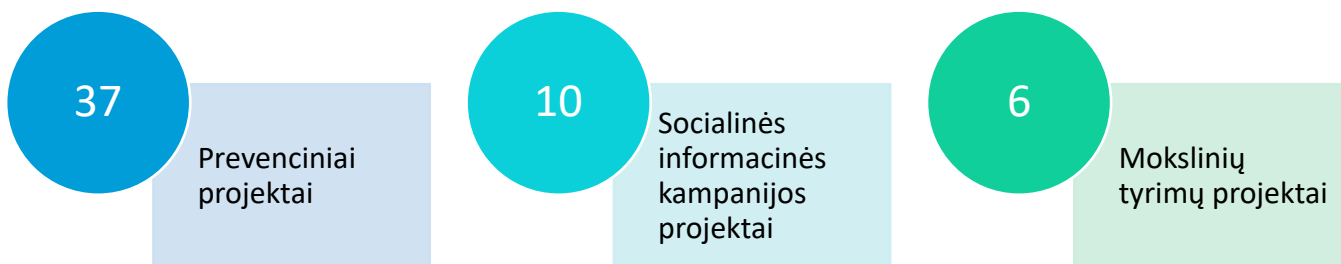 37
Prevenciniai
projektai
10
Socialinės
informacinės
kampanijos
projektai
6
Mokslinių
tyrimų projektai